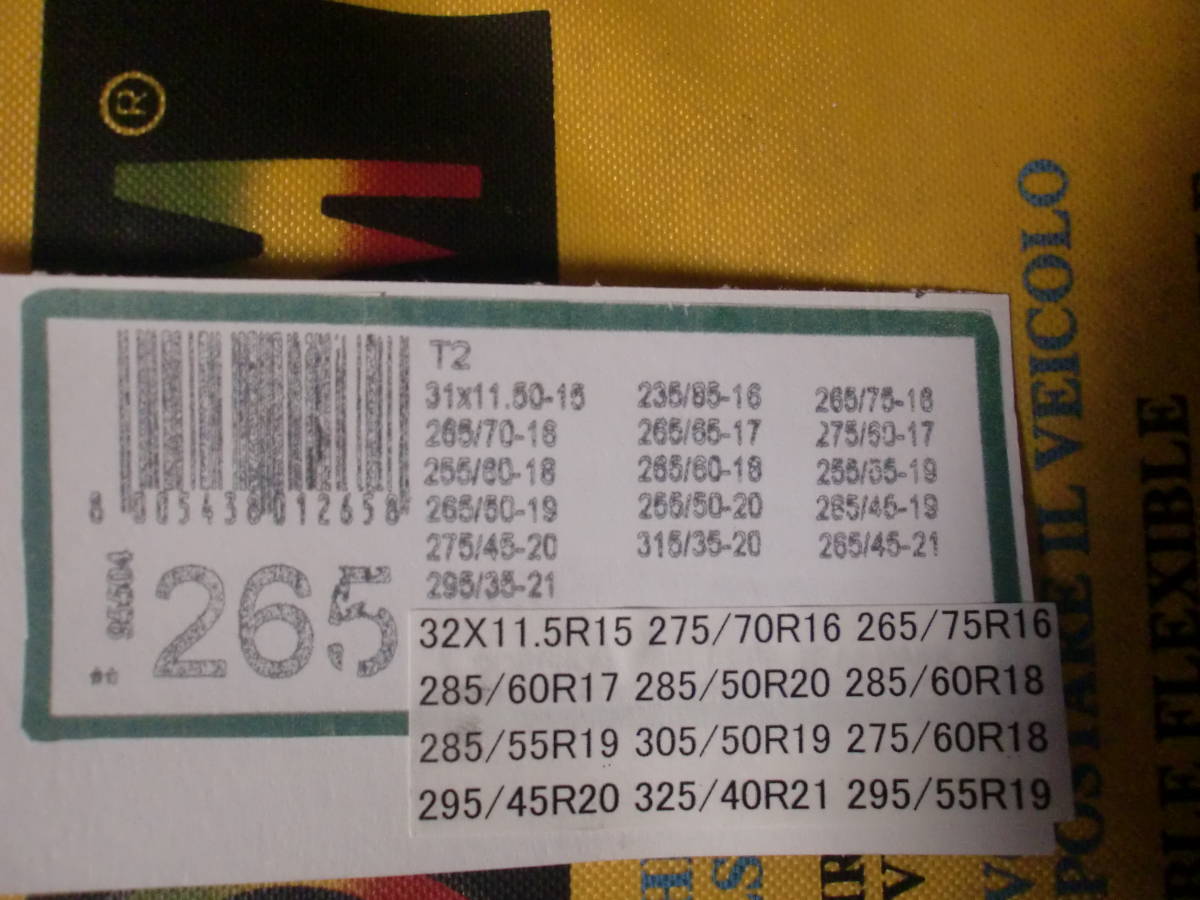 ®
T2
31x11.50-15 235/85-16 265/75-16
265/70-16 265/65-17 275/60-17
255/60-18 265/60-18 255/55-19
265/50-19 255/50-20 265/45-19
275/45-20 315/35-20 265/45-21
295/35-21
8 005438 012658
265
32X11.5R15 275/70R16 265/75R16
285/60R17 285/50R20 285/60R18
285/55R19 305/50R19 275/60R18
295/45R20 325/40R21 295/55R19
POSTARE IL VEICOLO
BLE FLEXIBLE